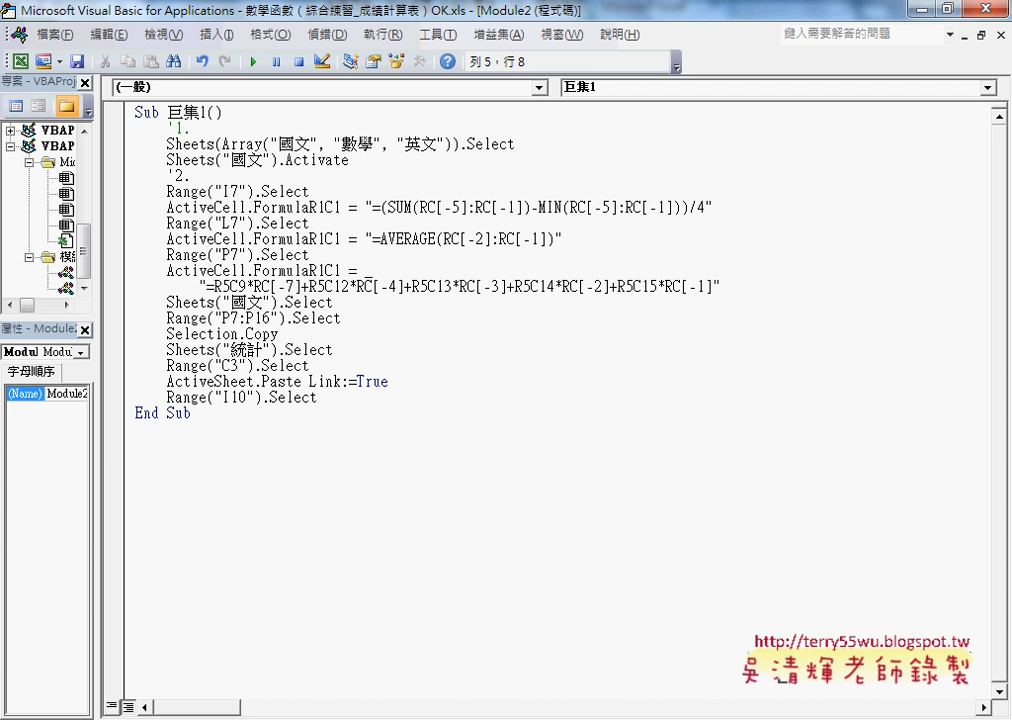 Microsoft Visual Basic for Applications - 數學函數(綜合練習_成績計算表)OK.xls - [Module2 (程式碼)]
檔案(F) 編輯(E) 檢視(V) 插入(I) 格式(O) 偵錯(D) 執行(R) 工具(T) 增益集(A) 視窗(W) 說明(H) 鍵入需要解答的問題
列 5,行 8
專案 - VBAProj
(一般) 巨集1
VBAP
VBAP
Mic
模組
屬性 - Module2
Modul Modu
字母順序
(Name) Module2
Sub 巨集1()
'1.
Sheets(Array("國文", "數學", "英文")).Select
Sheets("國文").Activate
'2.
Range("I7").Select
ActiveCell.FormulaR1C1 = "=(SUM(RC[-5]:RC[-1])-MIN(RC[-5]:RC[-1]))/4"
Range("L7").Select
ActiveCell.FormulaR1C1 = "=AVERAGE(RC[-2]:RC[-1])"
Range("P7").Select
ActiveCell.FormulaR1C1 = _
"=R5C9*RC[-7]+R5C12*RC[-4]+R5C13*RC[-3]+R5C14*RC[-2]+R5C15*RC[-1]"
Sheets("國文").Select
Range("P7:P16").Select
Selection.Copy
Sheets("統計").Select
Range("C3").Select
ActiveSheet.Paste Link:=True
Range("I10").Select
End Sub
http://terry55wu.blogspot.tw
吳清輝老師錄製